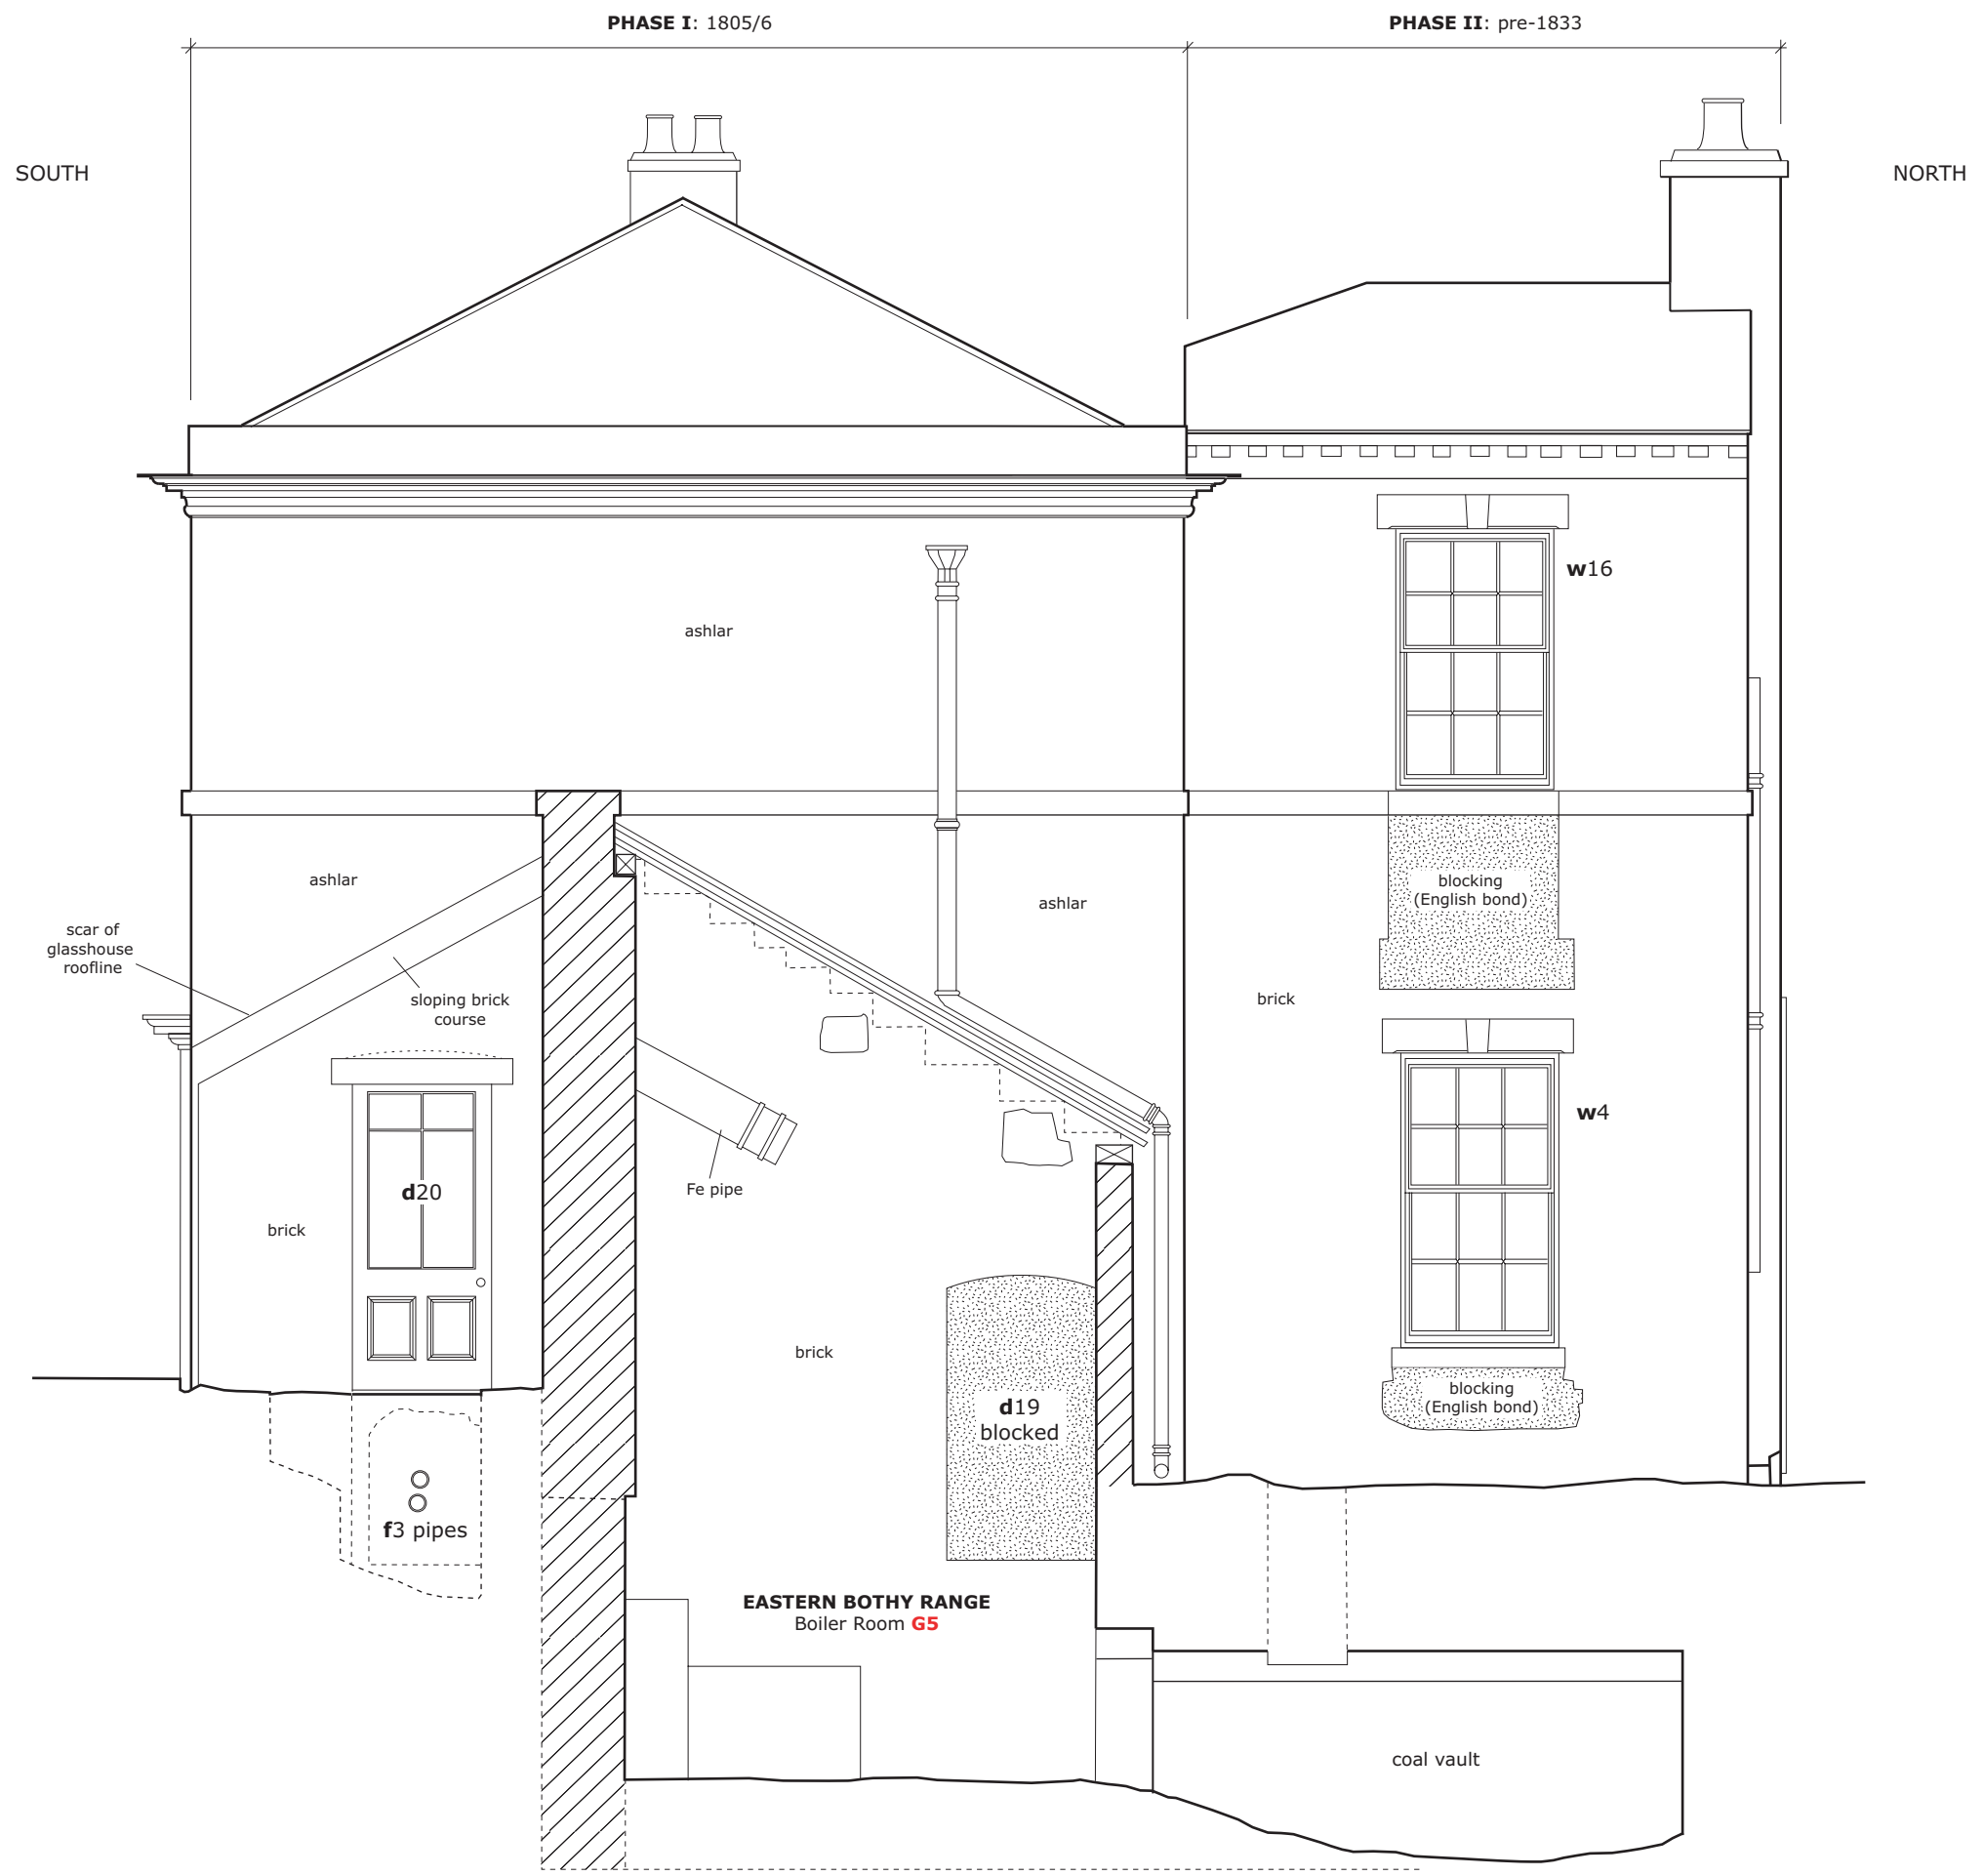 PHASE I: 1805/6
PHASE II: pre-1833
SOUTH
NORTH
w16
ashlar
ashlar
blocking
(English bond)
ashlar
scar of
glasshouse
roofline
sloping brick
course
brick
w4
Fe pipe
d20
brick
brick
blocking
(English bond)
d19
blocked
f3 pipes
EASTERN BOTHY RANGE
Boiler Room G5
coal vault